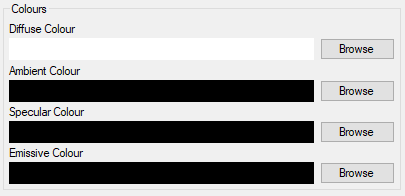 Colours
Diffuse Colour
Browse
Ambient Colour
Browse
Specular Colour
Browse
Emissive Colour
Browse